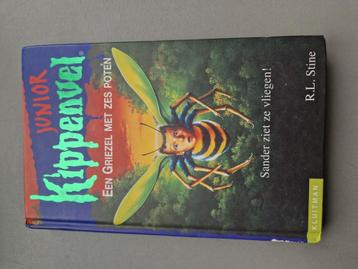 JUNIOR
Kippenvel
EEN GRIEZEL MET ZES POTEN
Sander ziet ze vliegen!
R.L. Stine
KLUITMAN